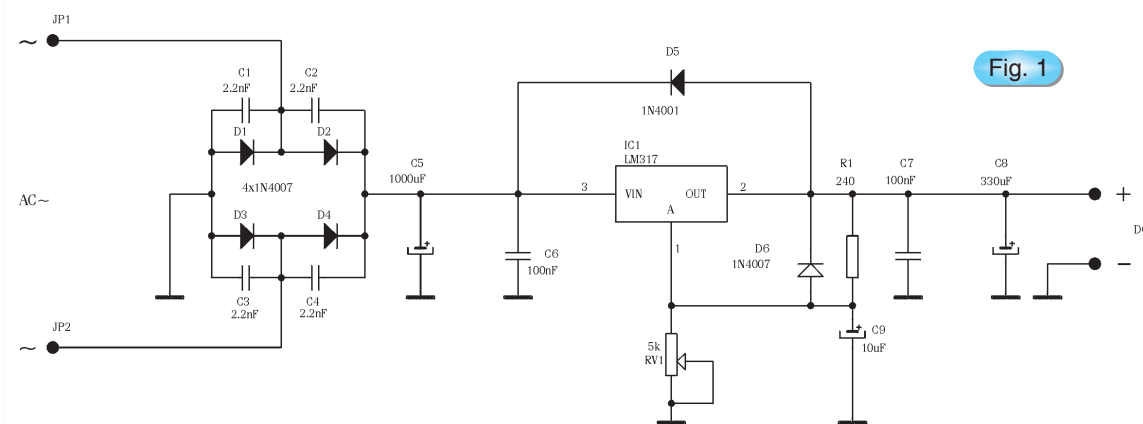 JP1
~
Fig. 1
D5
1N4001
C1
2.2nF
C2
2.2nF
D1
D2
4x1N4007
AC~
D3
D4
C3
2.2nF
C4
2.2nF
JP2
~
C5
1000uF
C6
100nF
IC1
LM317
3
VIN
OUT
2
A
1
D6
1N4007
R1
240
C7
100nF
C8
330uF
+
−
5k
RV1
+
C9
10uF
+
+